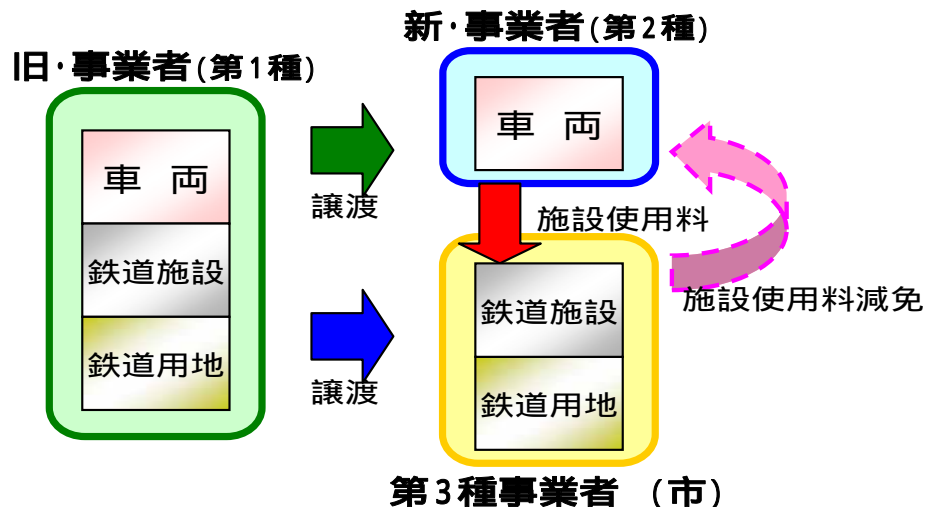 新・事業者(第2種)
旧・事業者(第1種)
車 両
車 両
譲渡
施設使用料
鉄道施設
鉄道施設
施設使用料減免
鉄道用地
譲渡
鉄道用地
第3種事業者 (市)